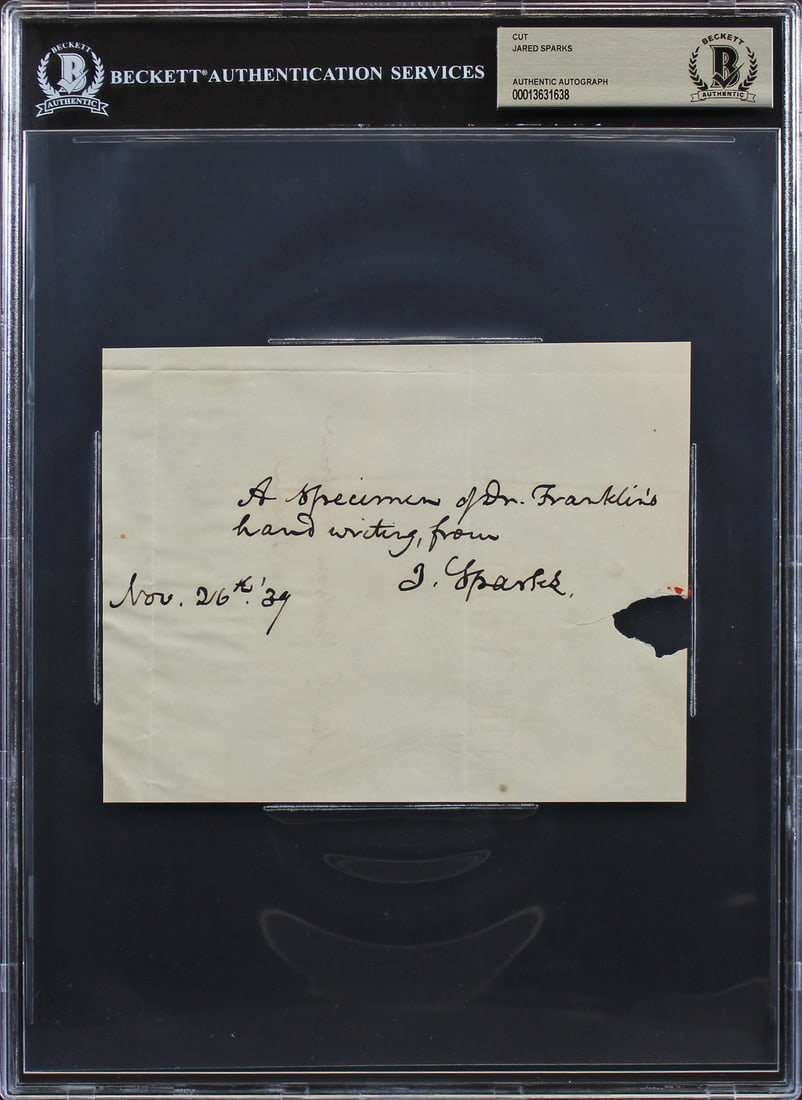 BECKETT
B
AUTHENTIC
BECKETT® AUTHENTICATION SERVICES
CUT
JARED SPARKS
AUTHENTIC AUTOGRAPH
00013631638
BECKETT
B
AUTHENTIC
A Specimen of Dr. Franklin's
hand writing, from
J. Sparks.
Nov. 26th. '39